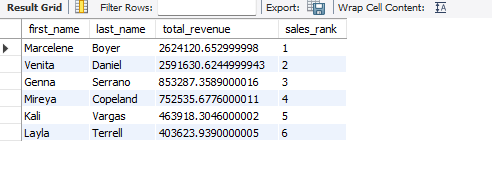 Result Grid Filter Rows: Export: Wrap Cell Content:
first_name last_name total_revenue sales_rank
Marcelene Boyer 2624120.652999998 1
Venita Daniel 2591630.6244999943 2
Genna Serrano 853287.3589000016 3
Mireya Copeland 752535.6776000011 4
Kali Vargas 463918.3046000002 5
Layla Terrell 403623.9390000005 6